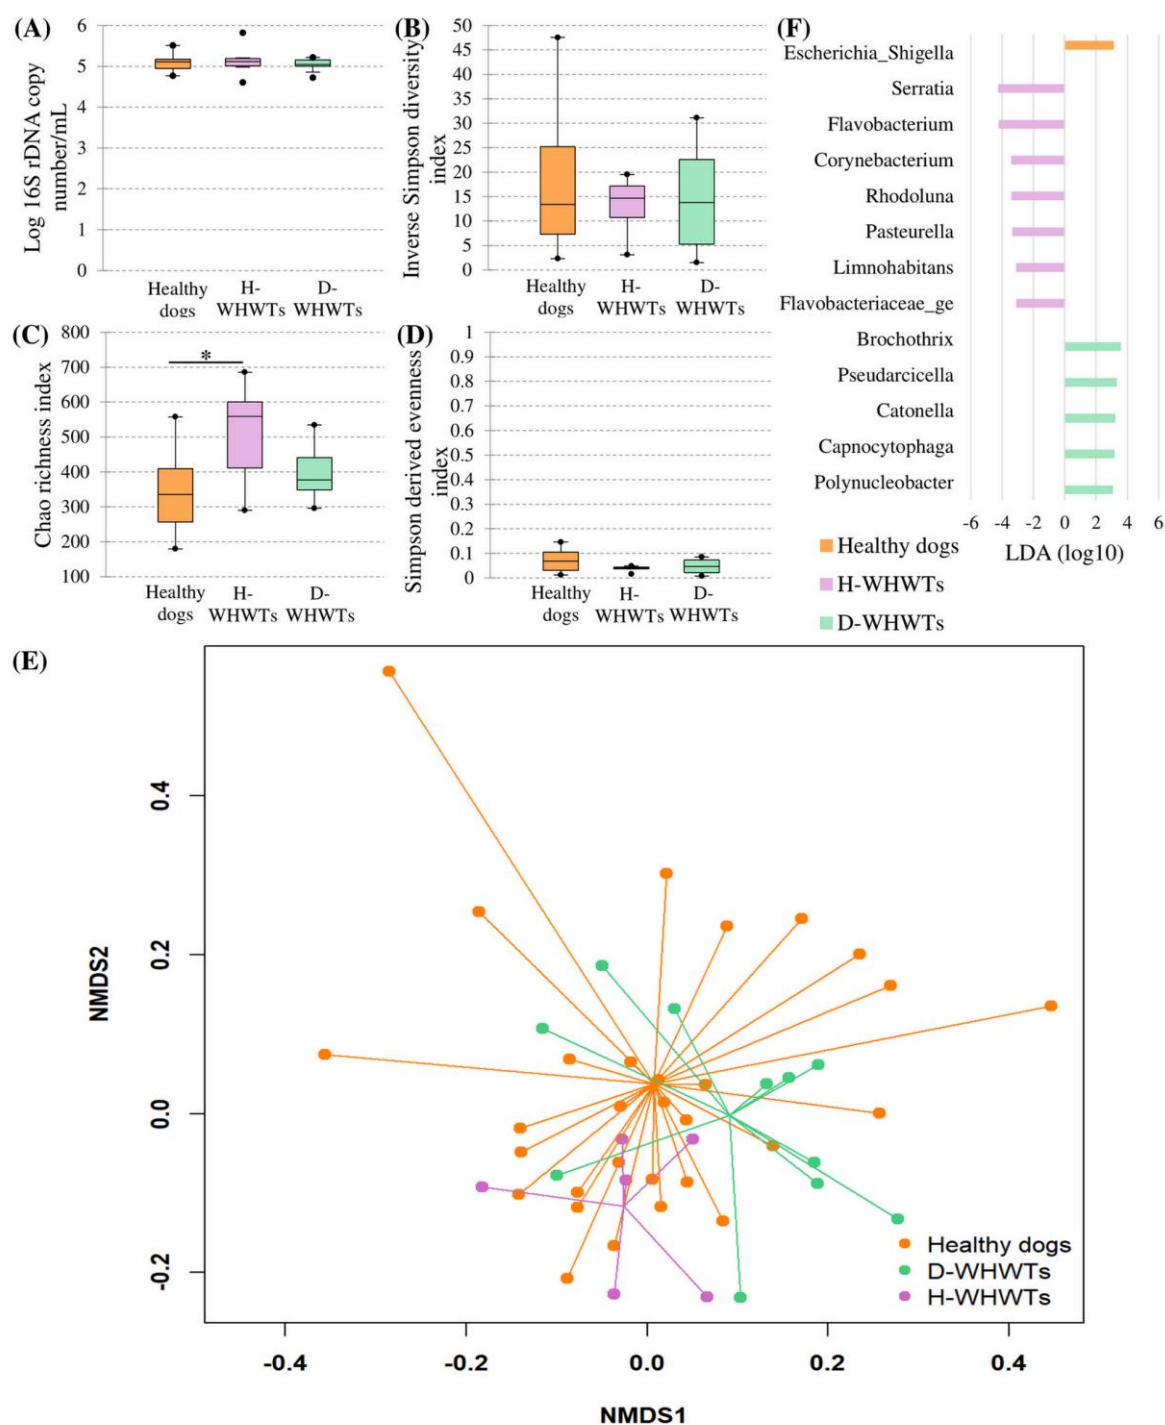 (A)
Log 16S rDNA copy
number/mL
6
5
4
3
2
1
0
Healthy
dogs
H-
WHWTs
D-
WHWTs
(B)
Inverse Simpson diversity
index
50
45
40
35
30
25
20
15
10
5
0
Healthy
dogs
H-
WHWTs
D-
WHWTs
(C)
Chao richness index
800
700
600
500
400
300
200
100
*
Healthy
dogs
H-
WHWTs
D-
WHWTs
(D)
Simpson derived eveness
index
1
0.9
0.8
0.7
0.6
0.5
0.4
0.3
0.2
0.1
0
Healthy
dogs
H-
WHWTs
D-
WHWTs
(F)
Escherichia_Shigella
Serratia
Flavobacterium
Corynebacterium
Rhodoluna
Pasteurella
Limnohabitans
Flavobacteriaceae_ge
Brochothrix
Pseudarcicella
Catonella
Capnocytophaga
Polynucleobacter
-6 -4 -2 0 2 4 6
LDA (log10)
Healthy dogs
H-WHWTs
D-WHWTs
(E)
NMDS2
0.4
0.2
0.0
-0.2
Healthy dogs
D-WHWTs
H-WHWTs
-0.4 -0.2 0.0 0.2 0.4
NMDS1